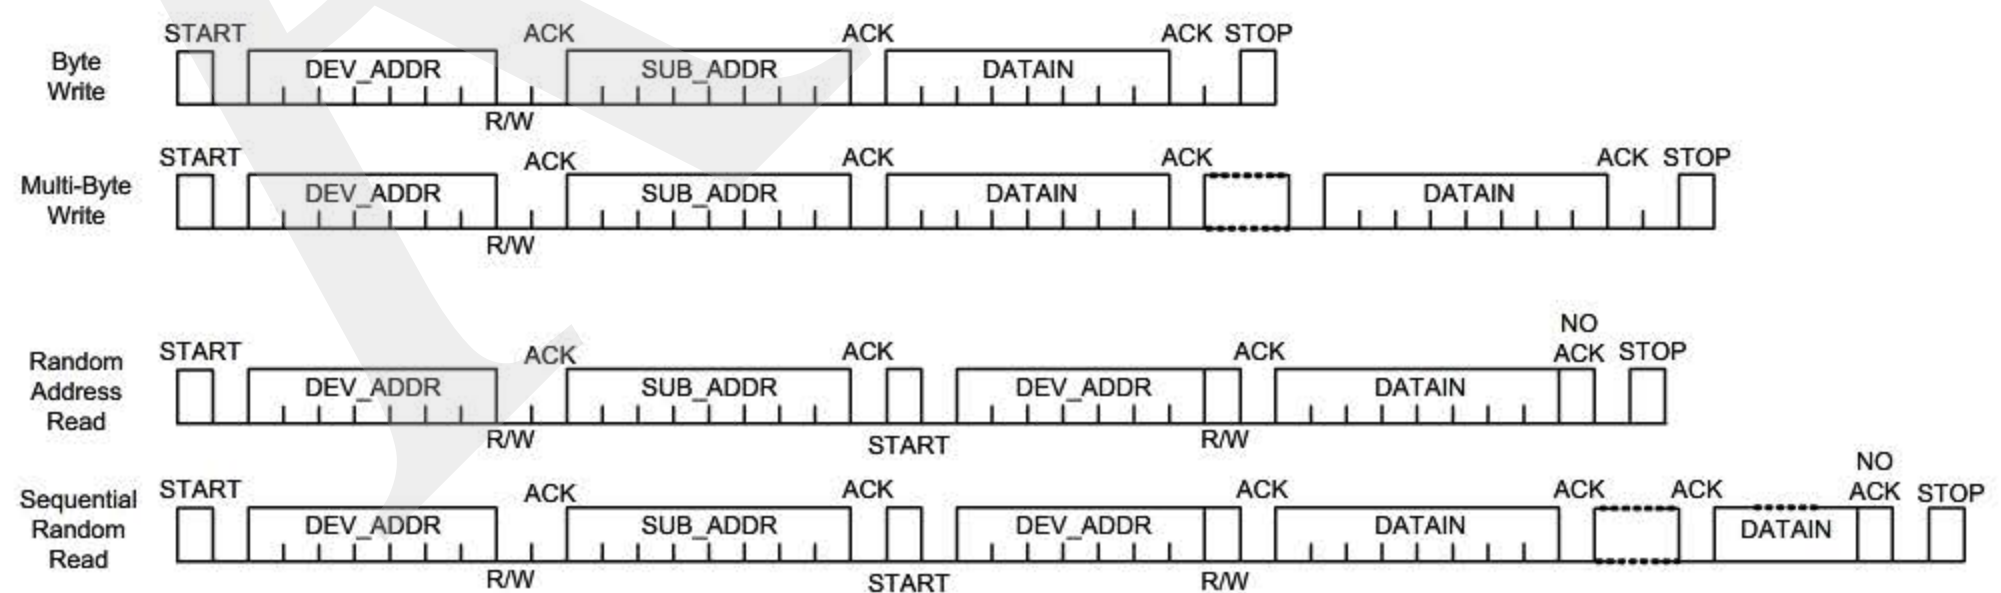 START ACK ACK ACK STOP
Byte
Write
DEV_ADDR SUB_ADDR DATAIN
R/W
START ACK ACK ACK ACK STOP
Multi-Byte
Write
DEV_ADDR SUB_ADDR DATAIN DATAIN
R/W
NO
START ACK ACK ACK ACK STOP
Random
Address
Read
DEV_ADDR SUB_ADDR DEV_ADDR DATAIN
R/W START R/W
NO
START ACK ACK ACK ACK ACK ACK STOP
Sequential
Random
Read
DEV_ADDR SUB_ADDR DEV_ADDR DATAIN DATAIN
R/W START R/W